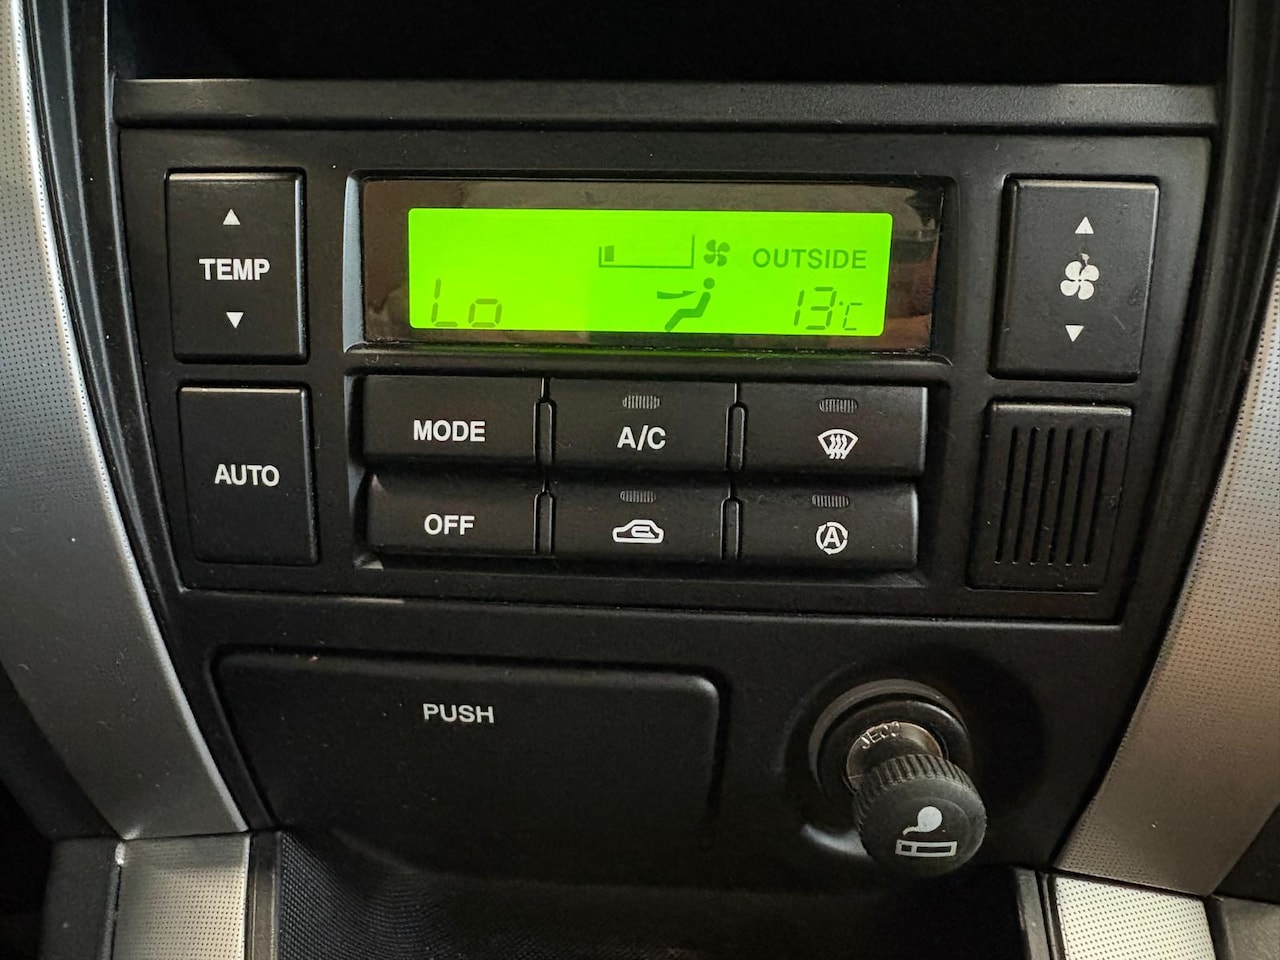 TEMP
OUTSIDE
Lo
13°C
AUTO
MODE
A/C
OFF
A
PUSH